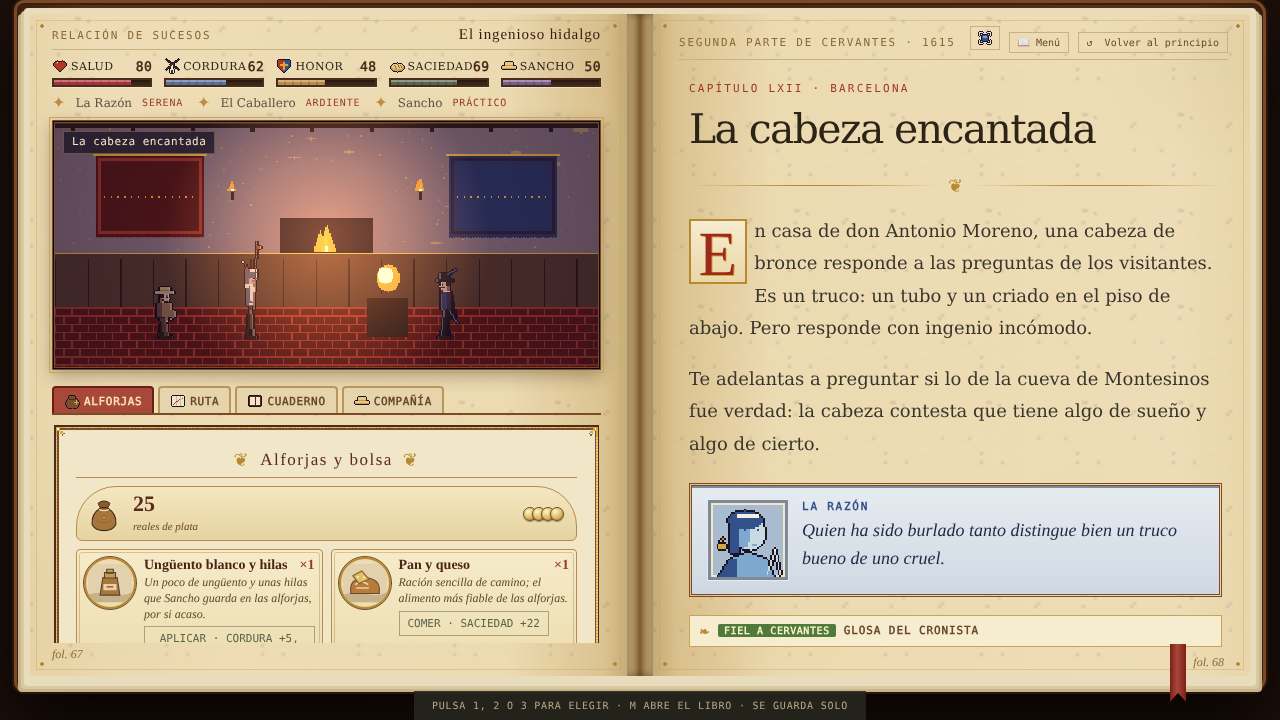 RELACIÓN DE SUCESOS
El ingenioso hidalgo
SALUD 80
CORDURA 62
HONOR 48
SACIEDAD 69
SANCHO 50
La Razón SERENA
El Caballero ARDIENTE
Sancho PRÁCTICO
La cabeza encantada
ALFORJAS
RUTA
CUADERNO
COMPAÑÍA
Alforjas y bolsa
25
reales de plata
Ungüento blanco y hilas ×1
Un poco de ungüento y unas hilas
que Sancho guarda en las alforjas,
por si acaso.
APLICAR · CORDURA +5,
Pan y queso ×1
Ración sencilla de camino; el
alimento más fiable de las alforjas.
COMER · SACIEDAD +22
fol. 67
SEGUNDA PARTE DE CERVANTES · 1615
Menú
↺ Volver al principio
CAPÍTULO LXII · BARCELONA
La cabeza encantada
En casa de don Antonio Moreno, una cabeza de
bronce responde a las preguntas de los visitantes.
Es un truco: un tubo y un criado en el piso de
abajo. Pero responde con ingenio incómodo.
Te adelantas a preguntar si lo de la cueva de Montesinos
fue verdad: la cabeza contesta que tiene algo de sueño y
algo de cierto.
LA RAZÓN
Quien ha sido burlado tanto distingue bien un truco
bueno de uno cruel.
FIEL A CERVANTES GLOSA DEL CRONISTA
fol. 68
PULSA 1, 2 O 3 PARA ELEGIR · M ABRE EL LIBRO · SE GUARDA SOLO